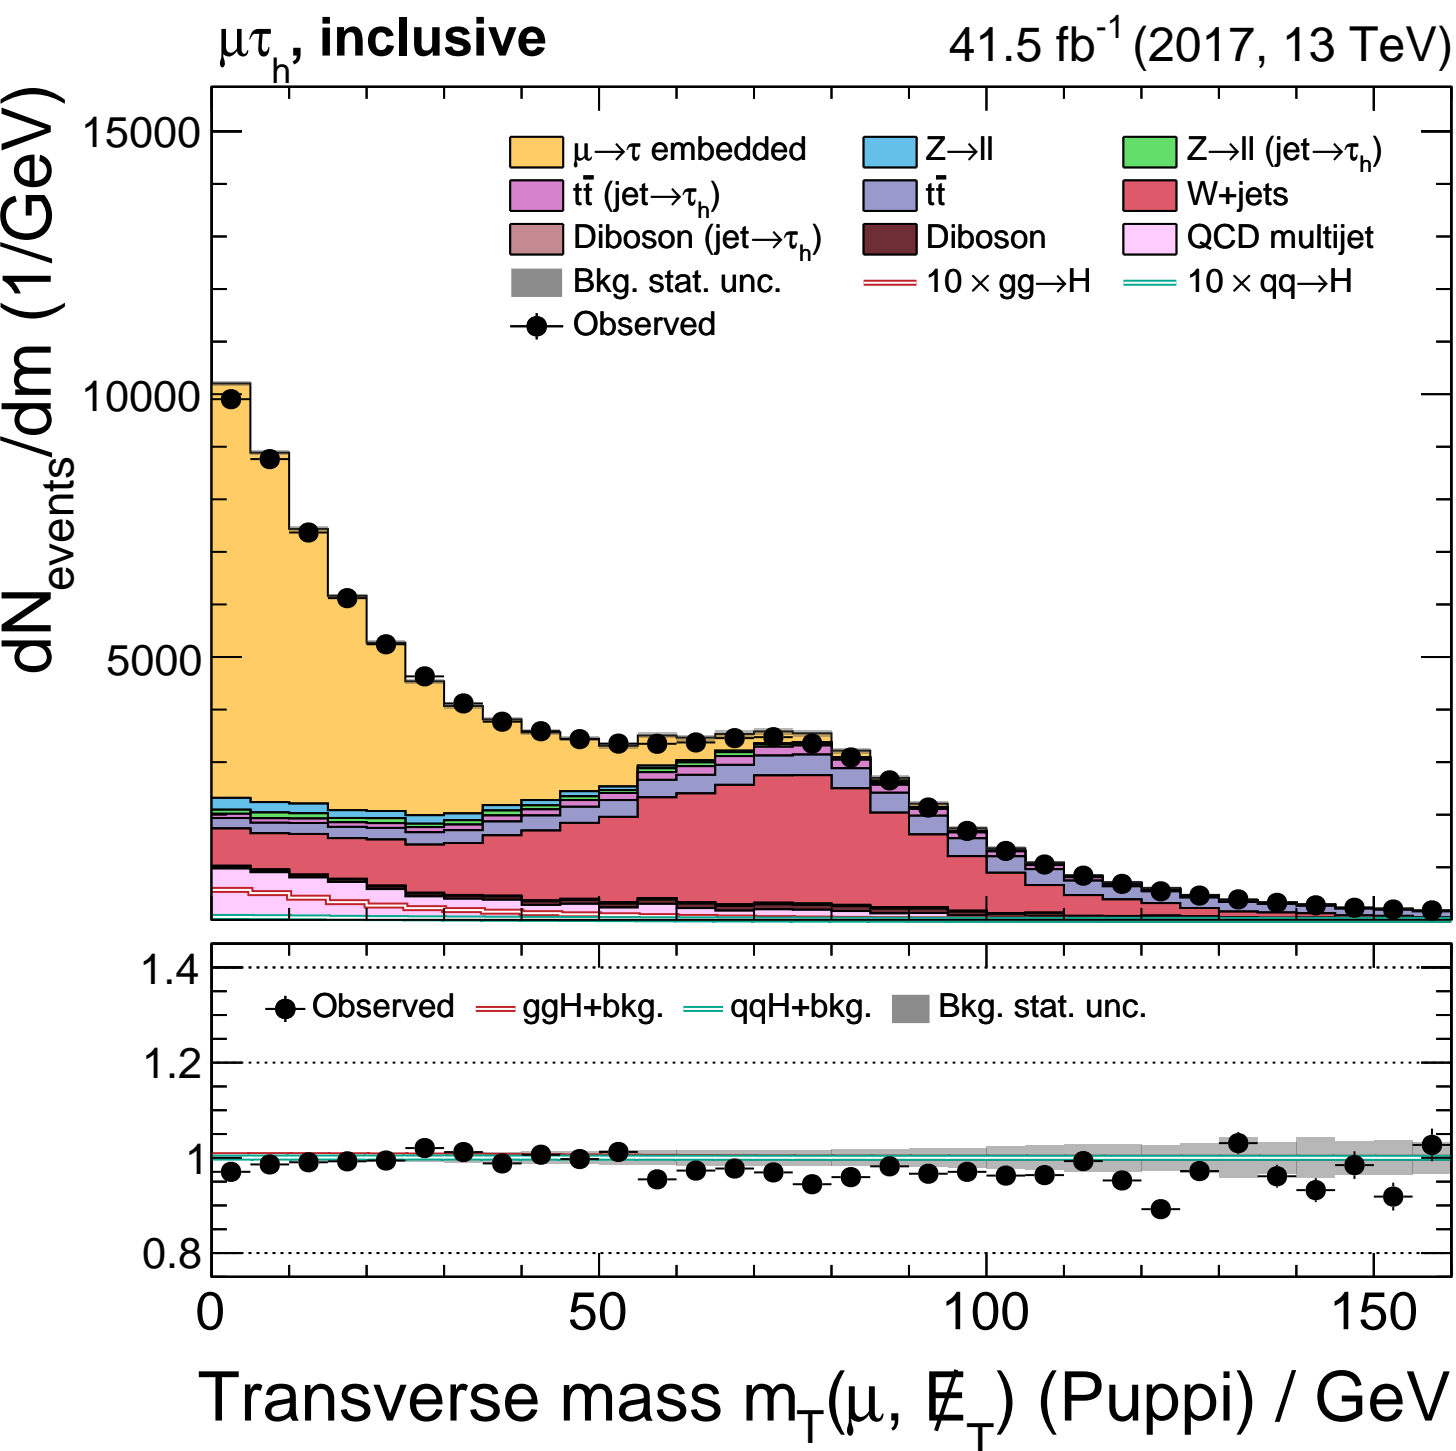 μτh, inclusive 41.5 fb-1 (2017, 13 TeV)
dNevents/dm (1/GeV)
15000
10000
5000
μ→τ embedded Z→ll Z→ll (jet→τh)
tt̄ (jet→τh) tt̄ W+jets
Diboson (jet→τh) Diboson QCD multijet
Bkg. stat. unc. 10 × gg→H 10 × qq→H
Observed
1.4
1.2
1
0.8
Observed ggH+bkg. qqH+bkg. Bkg. stat. unc.
0 50 100 150
Transverse mass mT(μ, E̸T) (Puppi) / GeV